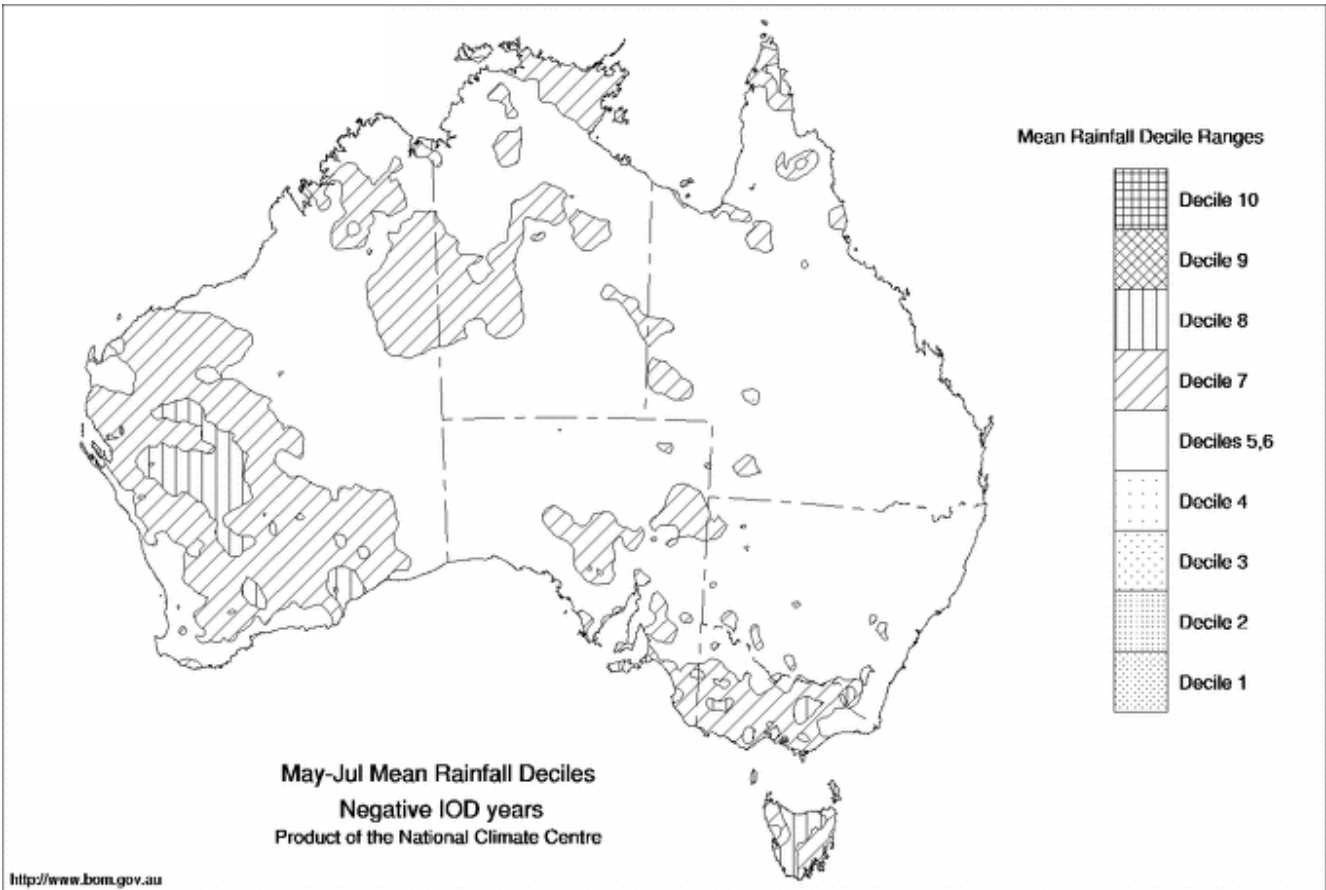 Mean Rainfall Decile Ranges
Decile 10
Decile 9
Decile 8
Decile 7
Deciles 5,6
Decile 4
Decile 3
Decile 2
Decile 1
May-Jul Mean Rainfall Deciles
Negative IOD years
Product of the National Climate Centre
http://www.bom.gov.au